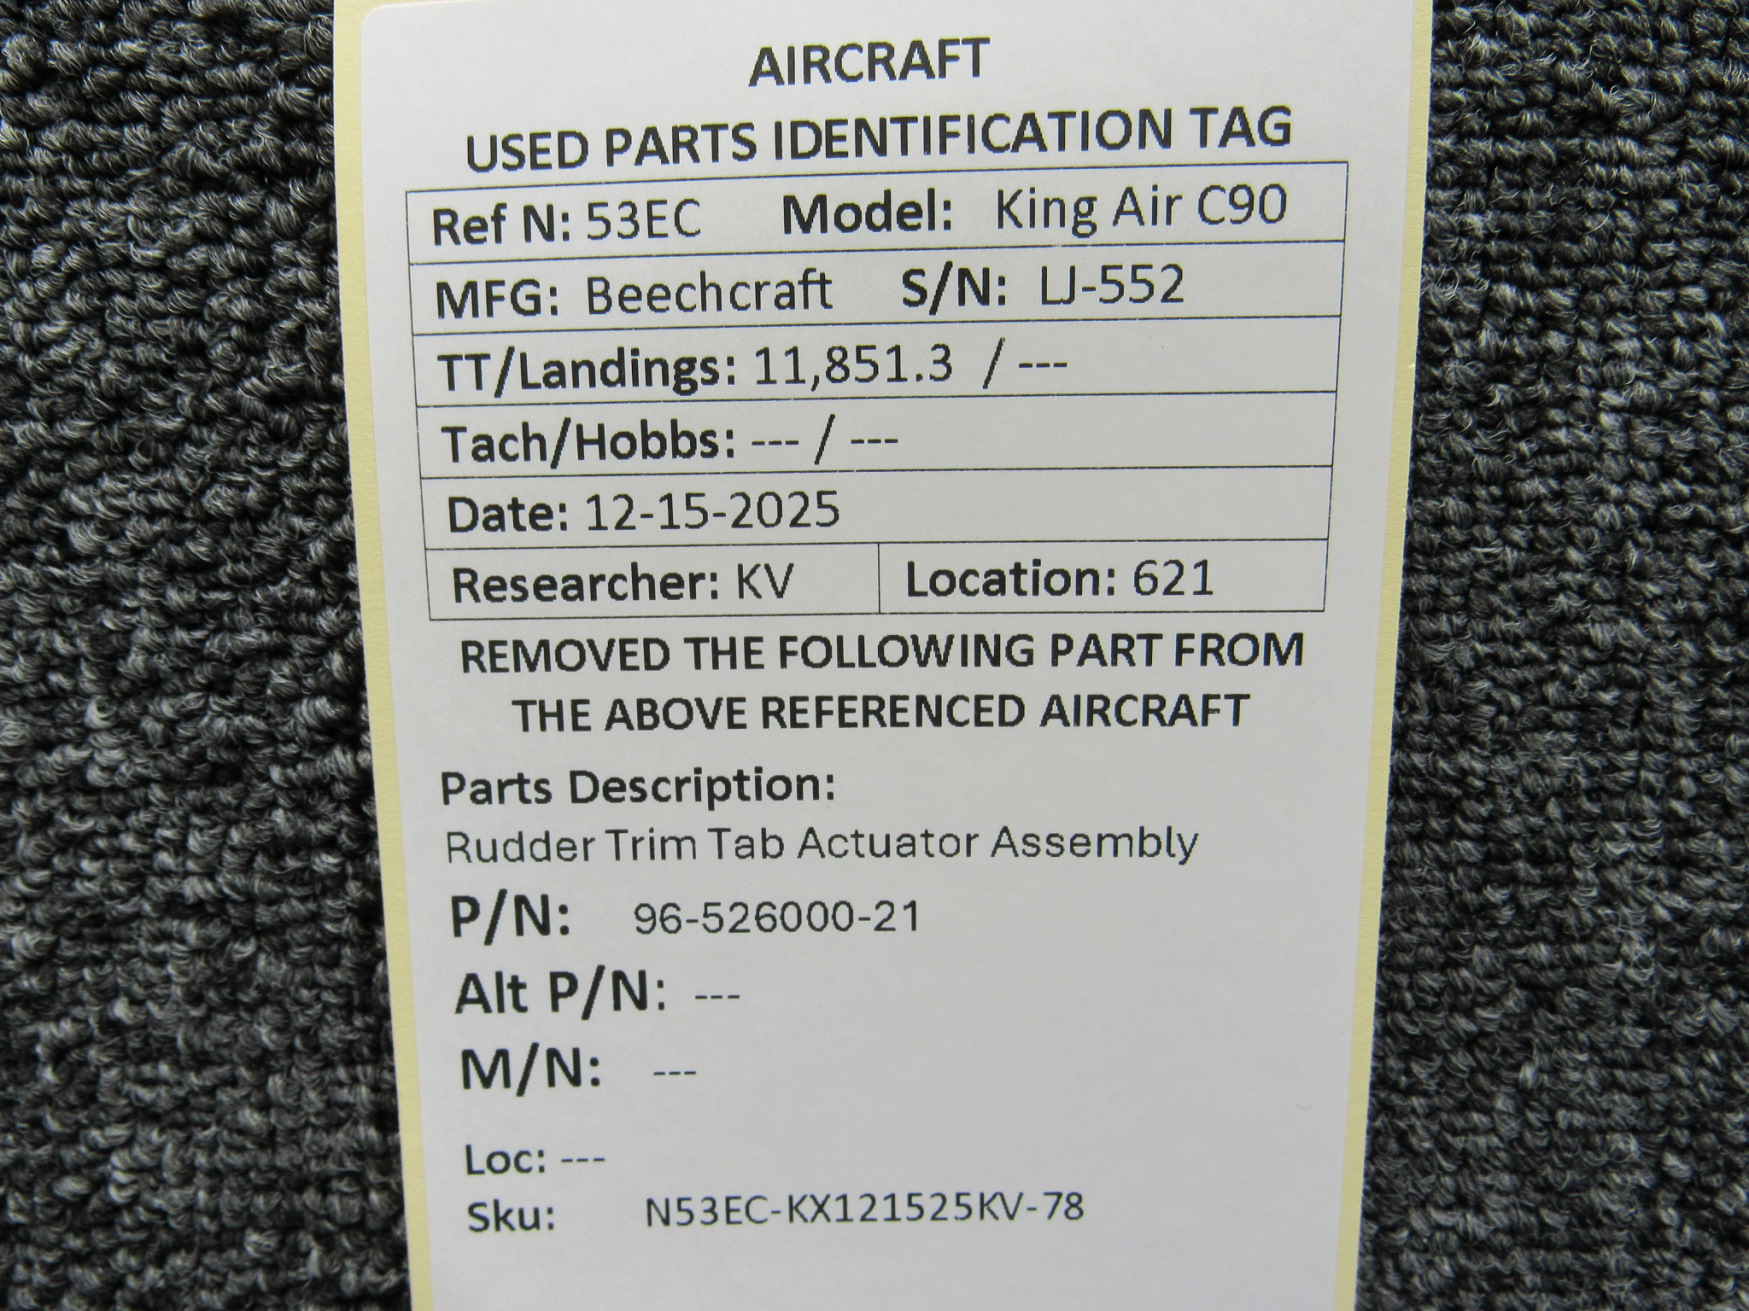 AIRCRAFT
USED PARTS IDENTIFICATION TAG
Ref N: 53EC Model: King Air C90
MFG: Beechcraft S/N: LJ-552
TT/Landings: 11,851.3 / ---
Tach/Hobbs: --- / ---
Date: 12-15-2025
Researcher: KV Location: 621
REMOVED THE FOLLOWING PART FROM
THE ABOVE REFERENCED AIRCRAFT
Parts Description:
Rudder Trim Tab Actuator Assembly
P/N: 96-526000-21
Alt P/N: ---
M/N: ---
Loc: ---
Sku: N53EC-KX121525KV-78